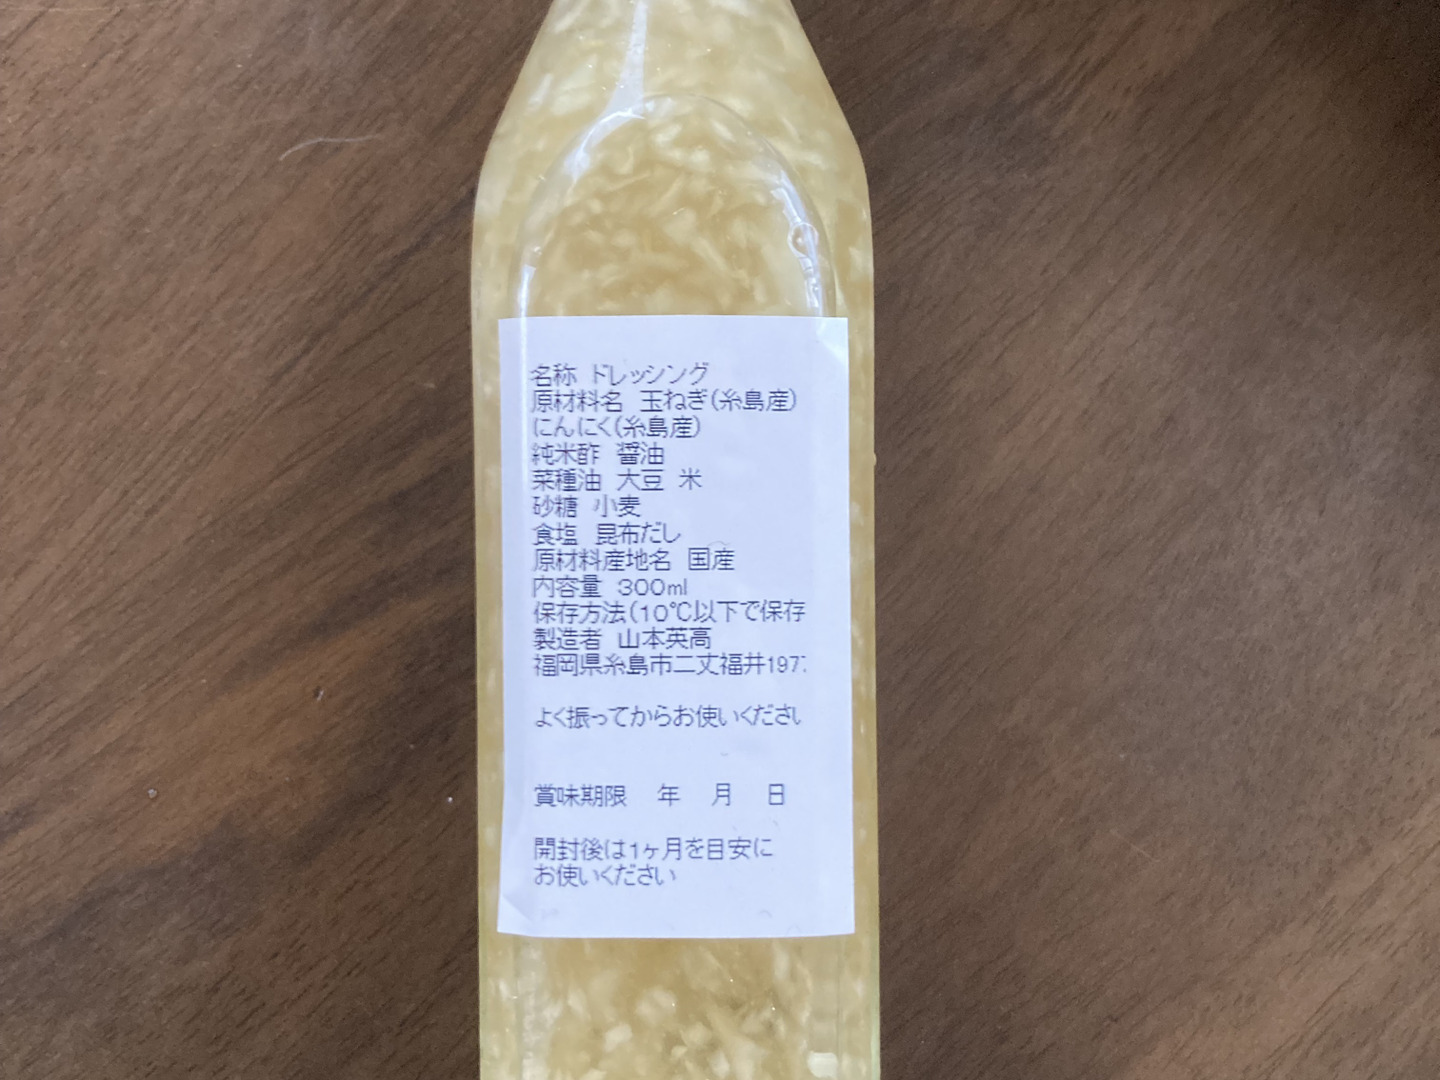 名称　ドレッシング
原材料名　玉ねぎ(糸島産)
にんにく(糸島産)
純米酢　醤油
菜種油　大豆　米
砂糖　小麦
食塩　昆布だし
原材料産地名　国産
内容量　300ml
保存方法(10℃以下で保存
製造者　山本英高
福岡県糸島市二丈福井197
よく振ってからお使いくださ
賞味期限　年　月　日
開封後は1ヶ月を目安に
お使いください